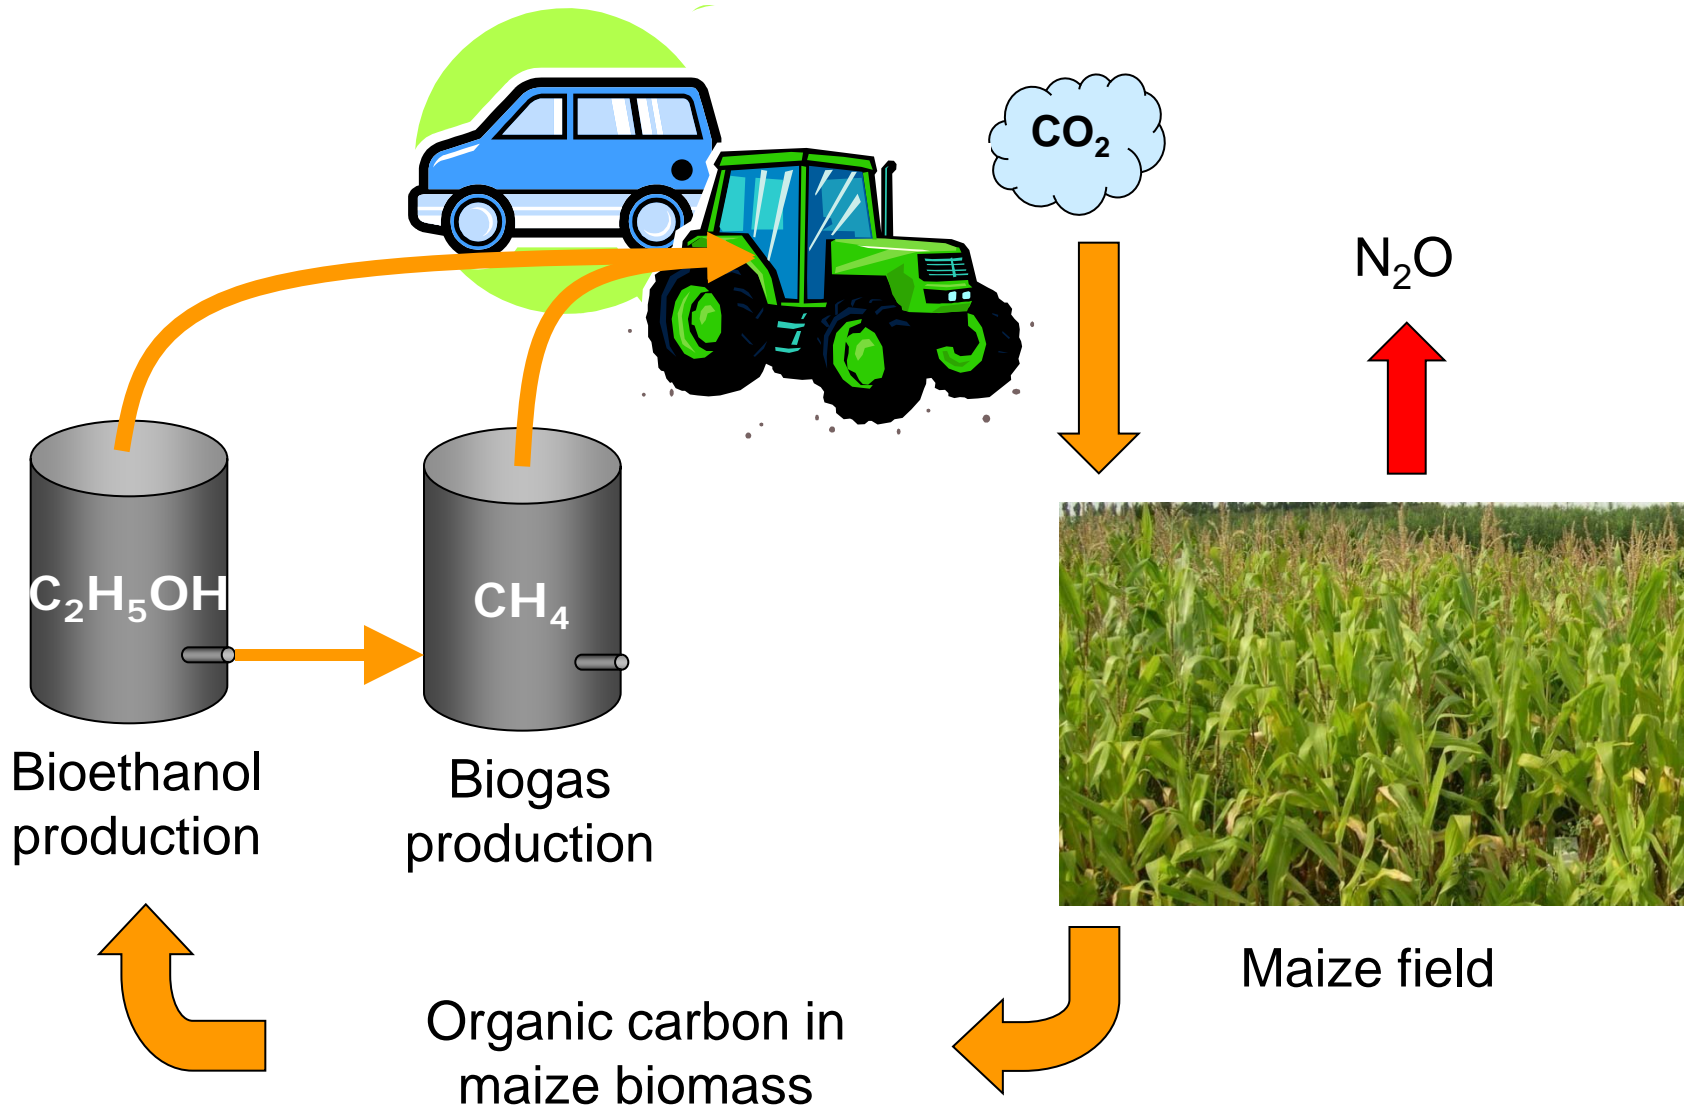 CO₂
N₂O
C₂H₅OH
CH₄
Bioethanol
production
Biogas
production
Maize field
Organic carbon in
maize biomass